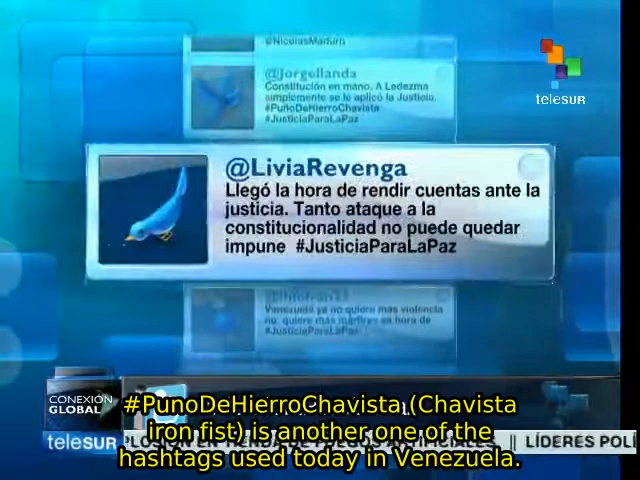 @NicolasMaduro
@Jorgellanda
Constitución en mano. A Ledezma
simplemente se le aplicó la Justicia.
#PuñoDeHierroChavista
#JusticiaParaLaPaz
telesur
@LiviaRevenga
Llegó la hora de rendir cuentas ante la
justicia. Tanto ataque a la
constitucionalidad no puede quedar
impune #JusticiaParaLaPaz
Venezuela ya no quiere más violencia
no quiere más mártires es hora de
#JusticiaParaLaPaz
CONEXIÓN
GLOBAL
#PunoDeHierroChavista (Chavista
iron fist) is another one of the
telesur ARTIFICIALES. || LÍDERES POLÍ
hashtags used today in Venezuela.